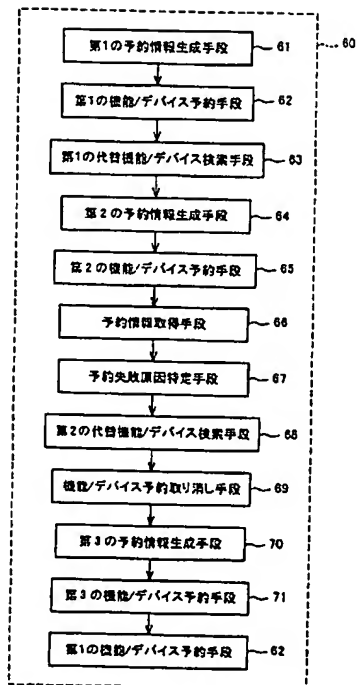 60
第1の予約情報生成手段 61
第1の機能/デバイス予約手段 62
第1の代替機能/デバイス検索手段 63
第2の予約情報生成手段 64
第2の機能/デバイス予約手段 65
予約情報取得手段 66
予約失敗原因特定手段 67
第2の代替機能/デバイス検索手段 68
機能/デバイス予約取り消し手段 69
第3の予約情報生成手段 70
第3の機能/デバイス予約手段 71
第1の機能/デバイス予約手段 62